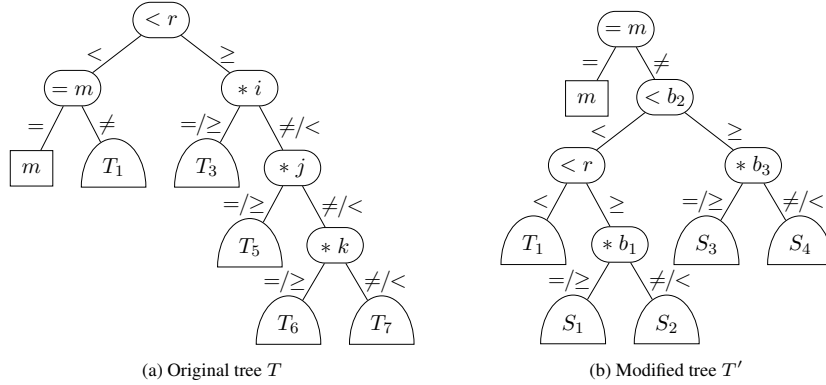 < r
< ≥
= m
∗ i
= ≠
=/≥ ≠/<
m
T1
T3
∗ j
=/≥ ≠/<
T5
∗ k
=/≥ ≠/<
T6
T7
(a) Original tree T
= m
= ≠
m
< b2
< ≥
< r
∗ b3
< ≥
=/≥ ≠/<
T1
∗ b1
S3
S4
=/≥ ≠/<
S1
S2
(b) Modified tree T′